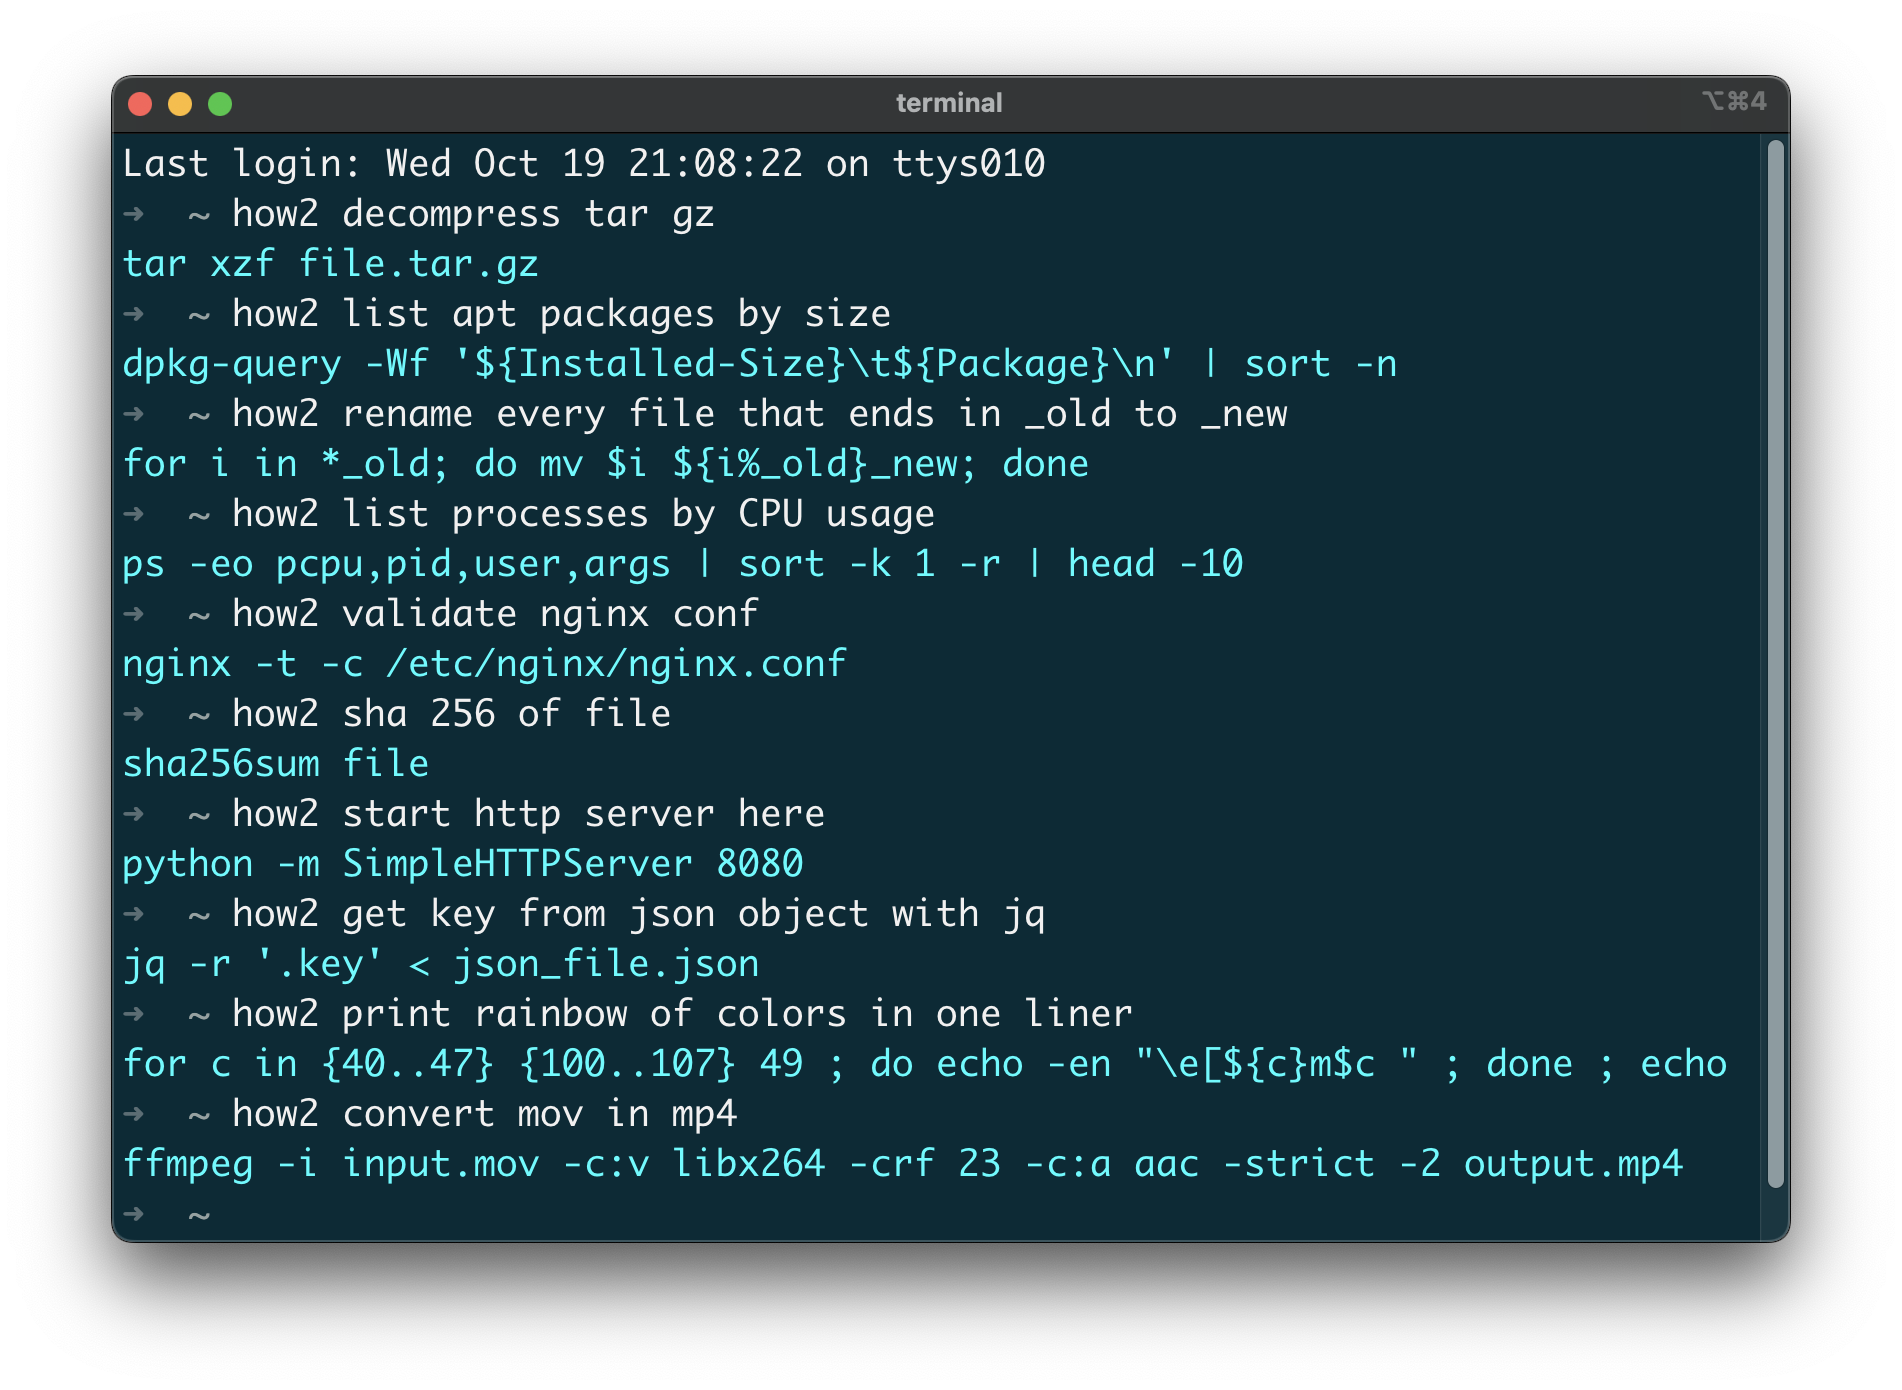 terminal
⌥⌘4
Last login: Wed Oct 19 21:08:22 on ttys010
➜  ~ how2 decompress tar gz
tar xzf file.tar.gz
➜  ~ how2 list apt packages by size
dpkg-query -Wf '${Installed-Size}\t${Package}\n' | sort -n
➜  ~ how2 rename every file that ends in _old to _new
for i in *_old; do mv $i ${i%_old}_new; done
➜  ~ how2 list processes by CPU usage
ps -eo pcpu,pid,user,args | sort -k 1 -r | head -10
➜  ~ how2 validate nginx conf
nginx -t -c /etc/nginx/nginx.conf
➜  ~ how2 sha 256 of file
sha256sum file
➜  ~ how2 start http server here
python -m SimpleHTTPServer 8080
➜  ~ how2 get key from json object with jq
jq -r '.key' < json_file.json
➜  ~ how2 print rainbow of colors in one liner
for c in {40..47} {100..107} 49 ; do echo -en "\e[${c}m$c " ; done ; echo
➜  ~ how2 convert mov in mp4
ffmpeg -i input.mov -c:v libx264 -crf 23 -c:a aac -strict -2 output.mp4
➜  ~